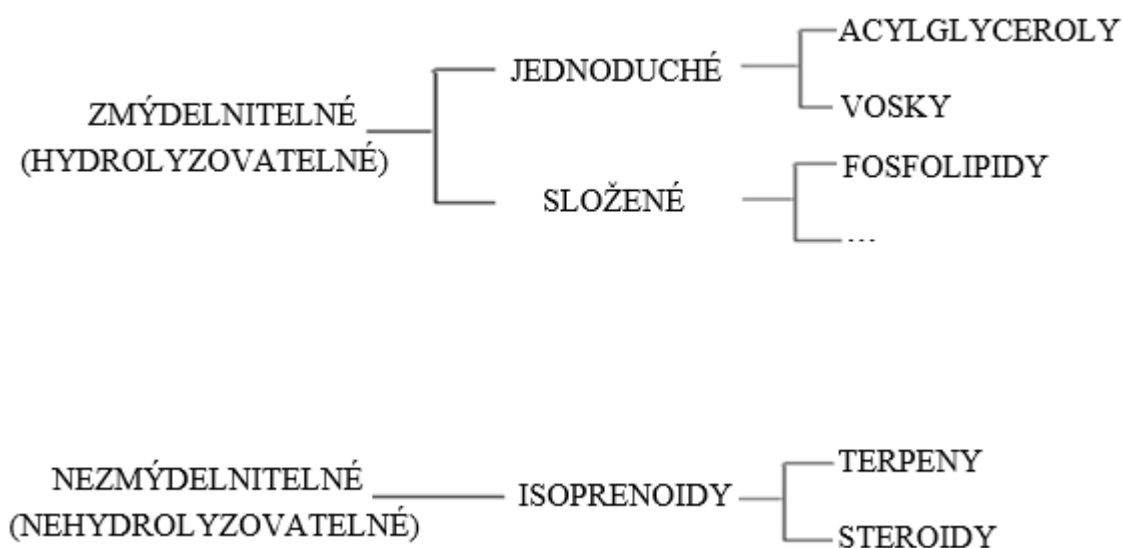 ACYLGLYCEROLY
JEDNODUCHÉ
ZMÝDELNITELNÉ
(HYDROLYZOVATELNÉ)
VOSKY
FOSFOLIPIDY
SLOŽENÉ
...
TERPENY
NEZMÝDELNITELNÉ
(NEHYDROLYZOVATELNÉ)
ISOPRENOIDY
STEROIDY